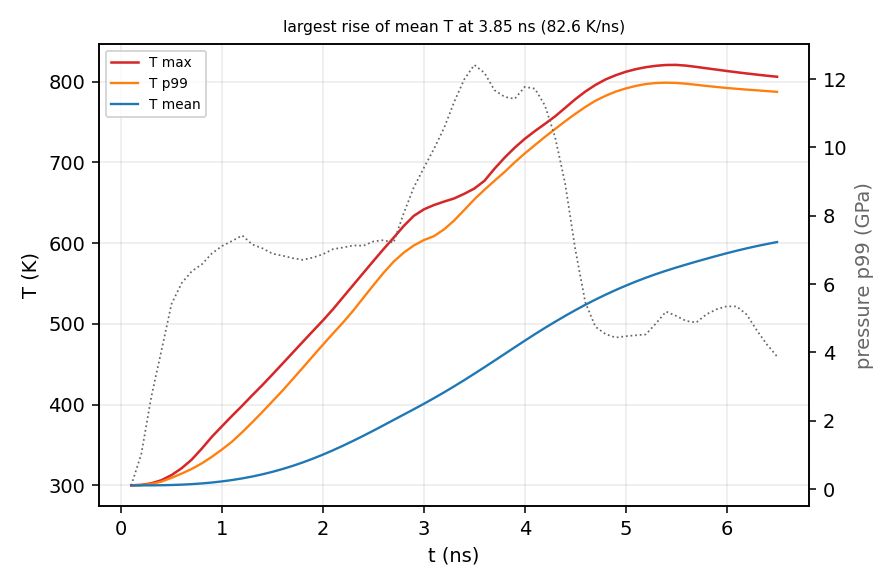 largest rise of mean T at 3.85 ns (82.6 K/ns)
T max
T p99
T mean
800
700
600
500
400
300
T (K)
12
10
8
6
4
2
0
pressure p99 (GPa)
0 1 2 3 4 5 6
t (ns)